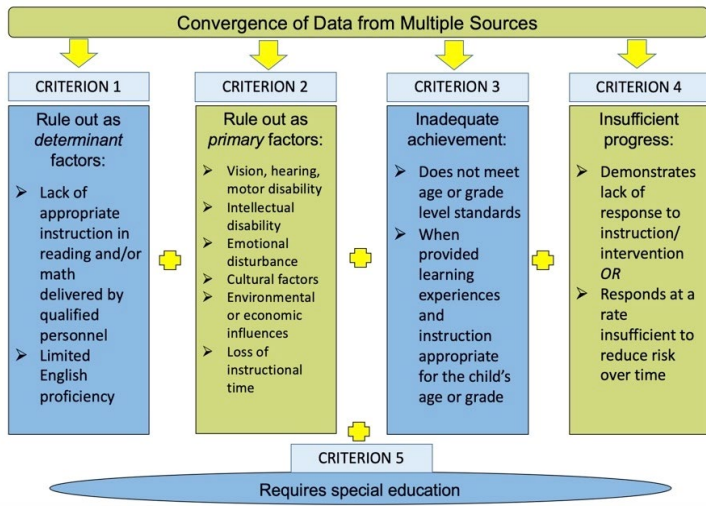 Convergence of Data from Multiple Sources
CRITERION 1
Rule out as
determinant
factors:
➢ Lack of
appropriate
instruction in
reading and/or
math
delivered by
qualified
personnel
➢ Limited
English
proficiency
CRITERION 2
Rule out as
primary factors:
➢ Vision, hearing,
motor disability
➢ Intellectual
disability
➢ Emotional
disturbance
➢ Cultural factors
➢ Environmental
or economic
influences
➢ Loss of
instructional
time
CRITERION 3
Inadequate
achievement:
➢ Does not meet
age or grade
level standards
➢ When
provided
learning
experiences
and
instruction
appropriate
for the child's
age or grade
CRITERION 4
Insufficient
progress:
➢ Demonstrates
lack of
response to
instruction/
intervention
OR
➢ Responds at a
rate
insufficient to
reduce risk
over time
CRITERION 5
Requires special education